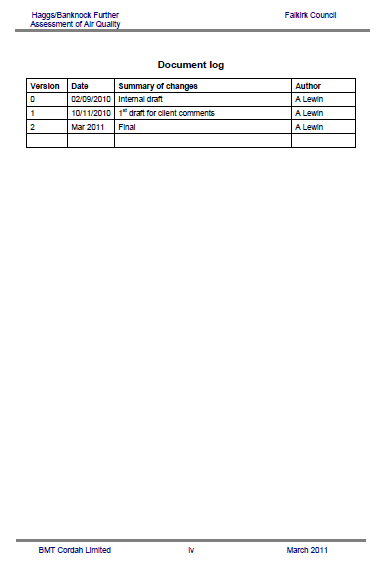 Haggs/Banknock Further Falkirk Council
Assessment of Air Quality
Document log
Version Date Summary of changes Author
0 02/09/2010 Internal draft A Lewin
1 10/11/2010 1st draft for client comments A Lewin
2 Mar 2011 Final A Lewin
BMT Cordah Limited iv March 2011